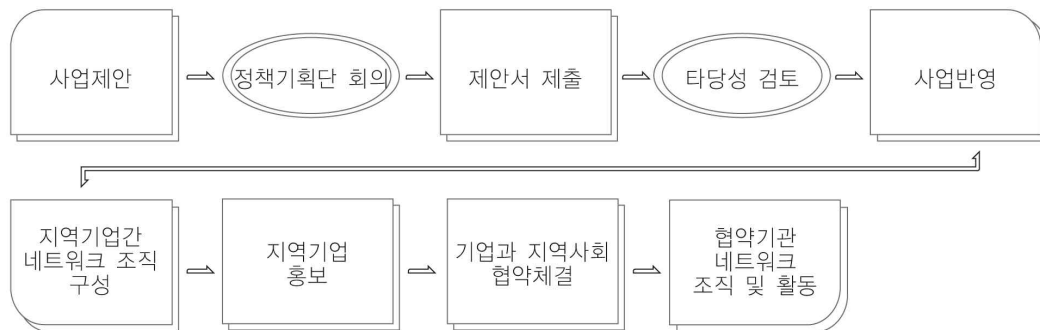 사업제안
정책기획단 회의
제안서 제출
타당성 검토
사업반영
지역기업간
네트워크 조직
구성
지역기업
홍보
기업과 지역사회
협약체결
협약기관
네트워크
조직 및 활동